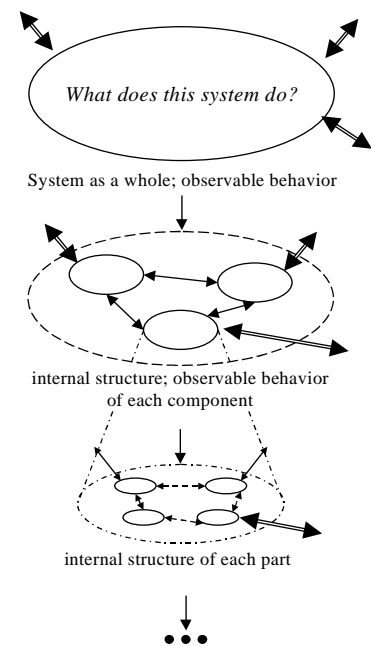 What does this system do?
System as a whole; observable behavior
internal structure; observable behavior
of each component
internal structure of each part